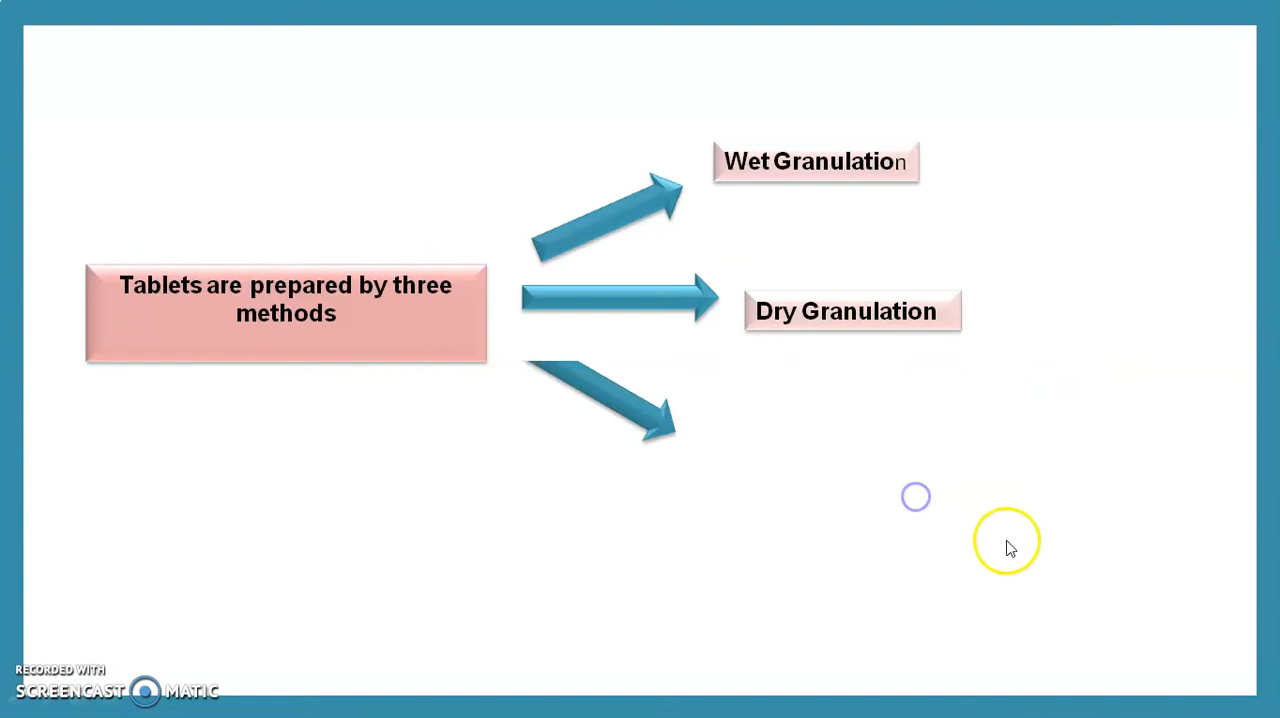 Wet Granulation
Tablets are prepared by three
methods
Dry Granulation
RECORDED WITH
SCREENCAST MATIC